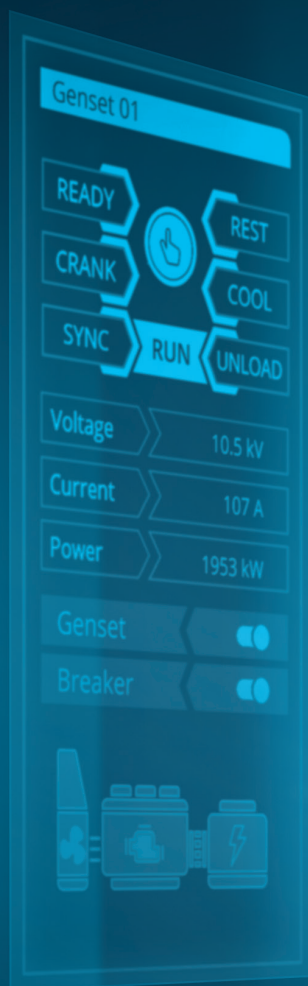 Genset 01
READY
REST
CRANK
COOL
SYNC
RUN
UNLOAD
Voltage 10.5 kV
Current 107 A
Power 1953 kW
Genset
Breaker